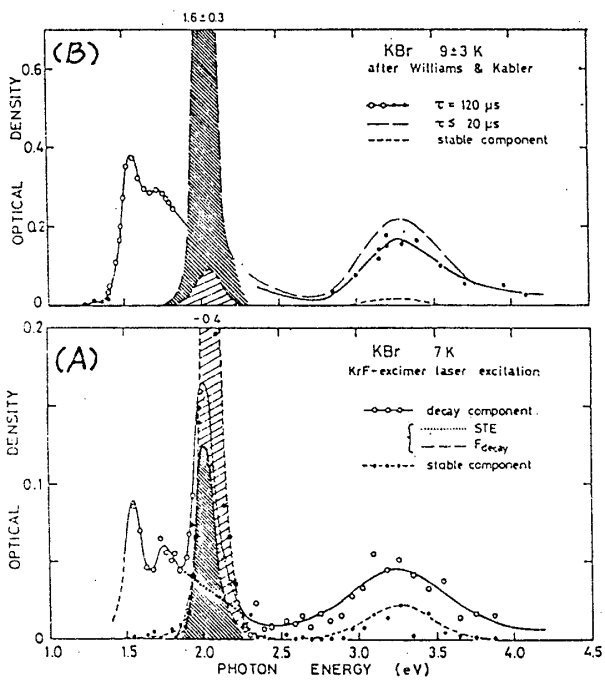 1.6±0.3
(B)
KBr 9±3 K
after Williams & Kabler
τ = 120 μs
τ ≤ 20 μs
stable component
OPTICAL DENSITY
0.6
0.4
0.2
0
-0.4
(A)
KBr 7K
KrF-excimer laser excitation
decay component
STE
Fdecay
stable component
OPTICAL DENSITY
0.2
0.1
0
1.0 1.5 2.0 2.5 3.0 3.5 4.0 4.5
PHOTON ENERGY (eV)